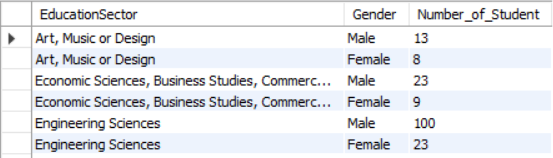 EducationSector Gender Number_of_Student
Art, Music or Design Male 13
Art, Music or Design Female 8
Economic Sciences, Business Studies, Commerc... Male 23
Economic Sciences, Business Studies, Commerc... Female 9
Engineering Sciences Male 100
Engineering Sciences Female 23